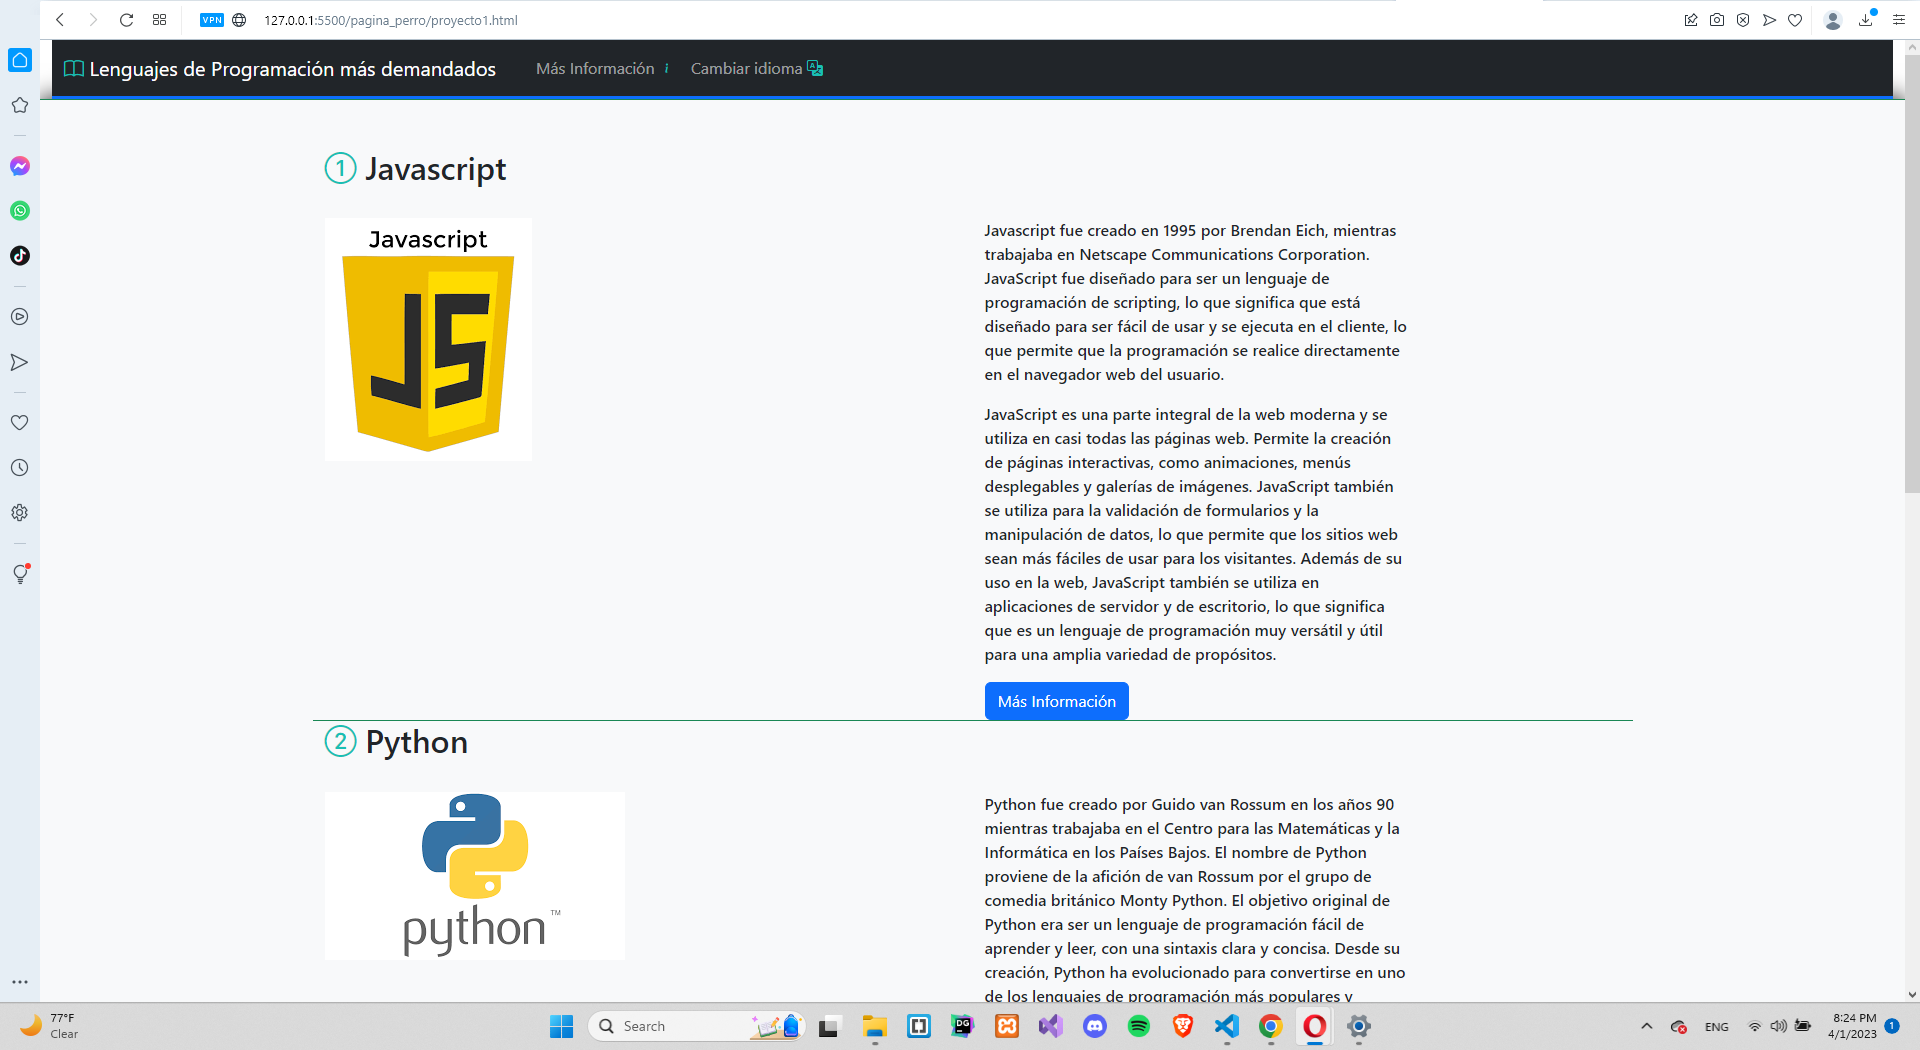 VPN
127.0.0.1:5500/pagina_perro/proyecto1.html
Lenguajes de Programación más demandados
Más Información i
Cambiar idioma
1 Javascript
Javascript
JS
Javascript fue creado en 1995 por Brendan Eich, mientras
trabajaba en Netscape Communications Corporation.
JavaScript fue diseñado para ser un lenguaje de
programación de scripting, lo que significa que está
diseñado para ser fácil de usar y se ejecuta en el cliente, lo
que permite que la programación se realice directamente
en el navegador web del usuario.
JavaScript es una parte integral de la web moderna y se
utiliza en casi todas las páginas web. Permite la creación
de páginas interactivas, como animaciones, menús
desplegables y galerías de imágenes. JavaScript también
se utiliza para la validación de formularios y la
manipulación de datos, lo que permite que los sitios web
sean más fáciles de usar para los visitantes. Además de su
uso en la web, JavaScript también se utiliza en
aplicaciones de servidor y de escritorio, lo que significa
que es un lenguaje de programación muy versátil y útil
para una amplia variedad de propósitos.
Más Información
2 Python
python™
Python fue creado por Guido van Rossum en los años 90
mientras trabajaba en el Centro para las Matemáticas y la
Informática en los Países Bajos. El nombre de Python
proviene de la afición de van Rossum por el grupo de
comedia británico Monty Python. El objetivo original de
Python era ser un lenguaje de programación fácil de
aprender y leer, con una sintaxis clara y concisa. Desde su
creación, Python ha evolucionado para convertirse en uno
de los lenguajes de programación más populares y
77°F
Clear
Search
DG
ENG
8:24 PM
4/1/2023
1